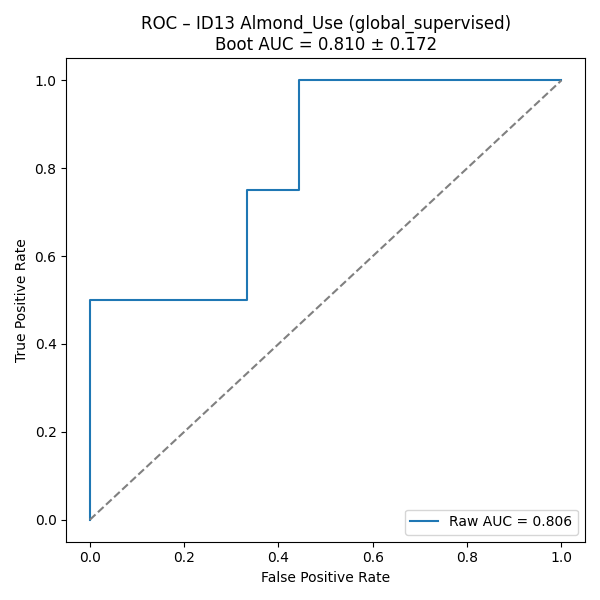 ROC – ID13 Almond_Use (global_supervised)
Boot AUC = 0.810 ± 0.172
True Positive Rate
1.0
0.8
0.6
0.4
0.2
0.0
Raw AUC = 0.806
0.0 0.2 0.4 0.6 0.8 1.0
False Positive Rate